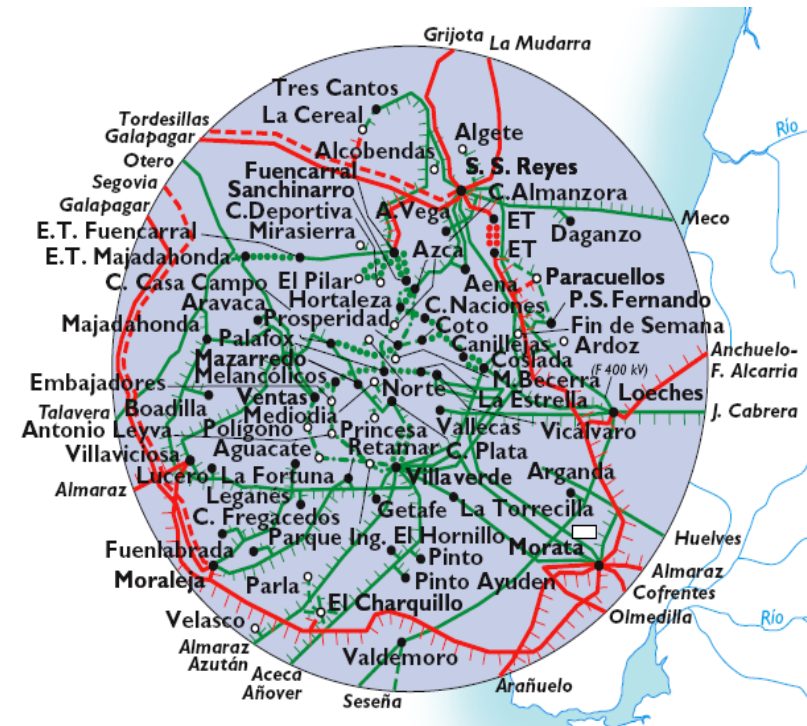 Grijota
La Mudarra
Tres Cantos
La Cereal
Tordesillas
Galapagar
Otero
Segovia
Galapagar
Algete
Alcobendas
S. S. Reyes
Fuencarral
Sanchinarro
C.Deportiva
Mirasierra
A.Vega
C.Almanzora
ET
ET
Daganzo
Meco
E.T. Fuencarral
E.T. Majadahonda
Azca
C. Casa Campo
El Pilar
Aena
Paracuellos
Aravaca
Hortaleza
C.Naciones
P.S. Fernando
Majadahonda
Prosperidad
Coto
Fin de Semana
Palafox
Canillejas
Ardoz
Mazarredo
Coslada
(F 400 kV)
Anchuelo-
F. Alcarria
Melancólicos
Embajadores
Norte
M.Becerra
Loeches
Ventas
La Estrella
Talavera
Boadilla
Mediodia
J. Cabrera
Antonio Leyva
Polígono
Princesa
Vallecas
Vicálvaro
Villaviciosa
Aguacate
Retamar
C. Plata
Almaraz
Lucero
La Fortuna
Villaverde
Arganda
Leganés
Getafe
La Torrecilla
C. Fregacedos
Huelves
Parque Ing.
El Hornillo
Fuenlabrada
Pinto
Morata
Moraleja
Parla
Pinto Ayuden
Almaraz
Cofrentes
Olmedilla
El Charquillo
Velasco
Almaraz
Azután
Valdemoro
Aceca
Añover
Seseña
Arañuelo
Río
Río